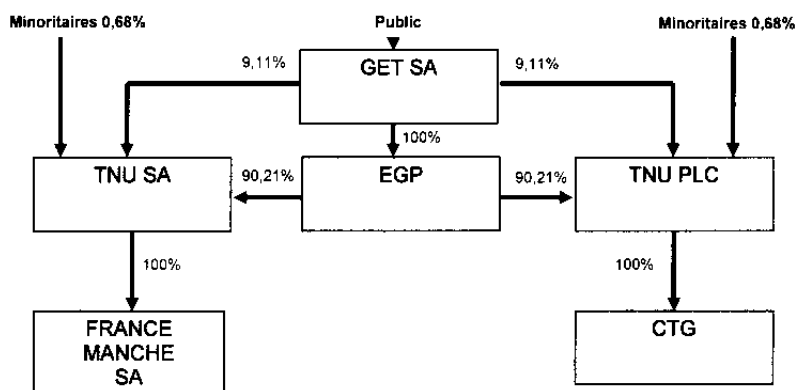 Minoritaires 0,68%
Public
Minoritaires 0,68%
9,11%
GET SA
9,11%
100%
TNU SA
90,21%
EGP
90,21%
TNU PLC
100%
100%
FRANCE
MANCHE
SA
CTG